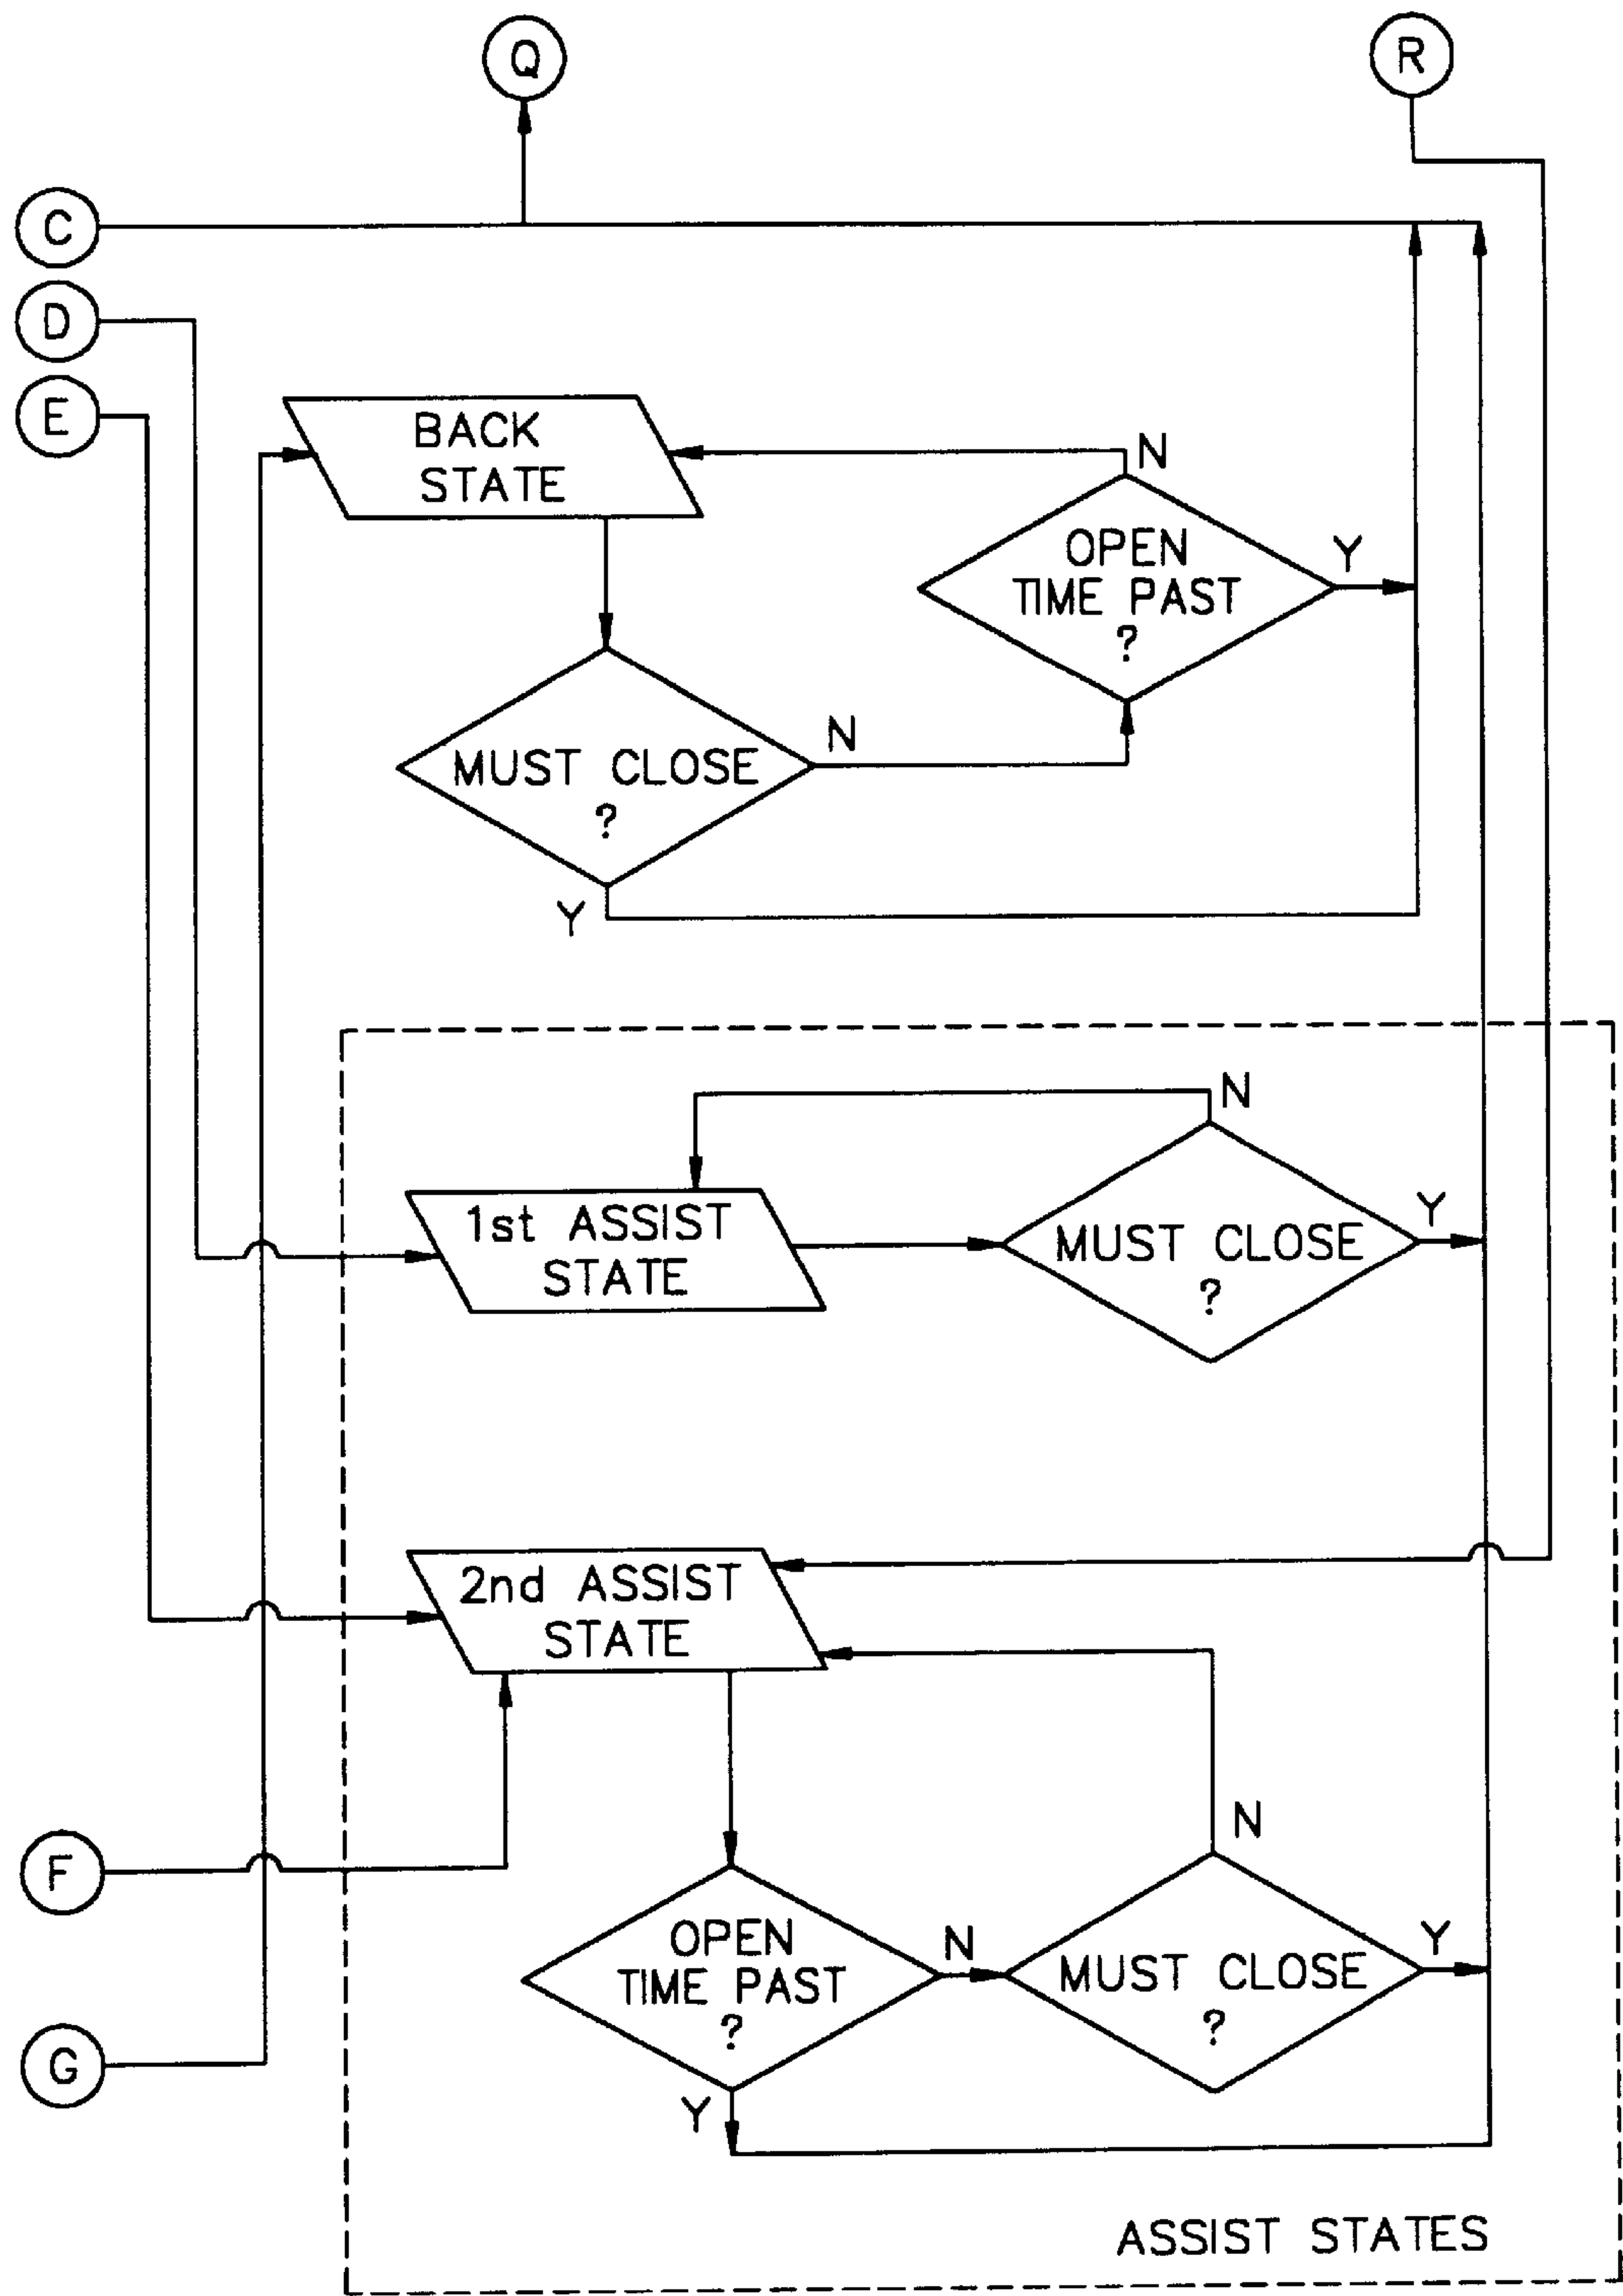 Q
R
C
D
E
BACK
STATE
N
OPEN
TIME PAST
?
Y
N
MUST CLOSE
?
Y
N
1st ASSIST
STATE
MUST CLOSE
?
Y
2nd ASSIST
STATE
N
F
OPEN
TIME PAST
?
N
MUST CLOSE
?
Y
G
Y
ASSIST STATES